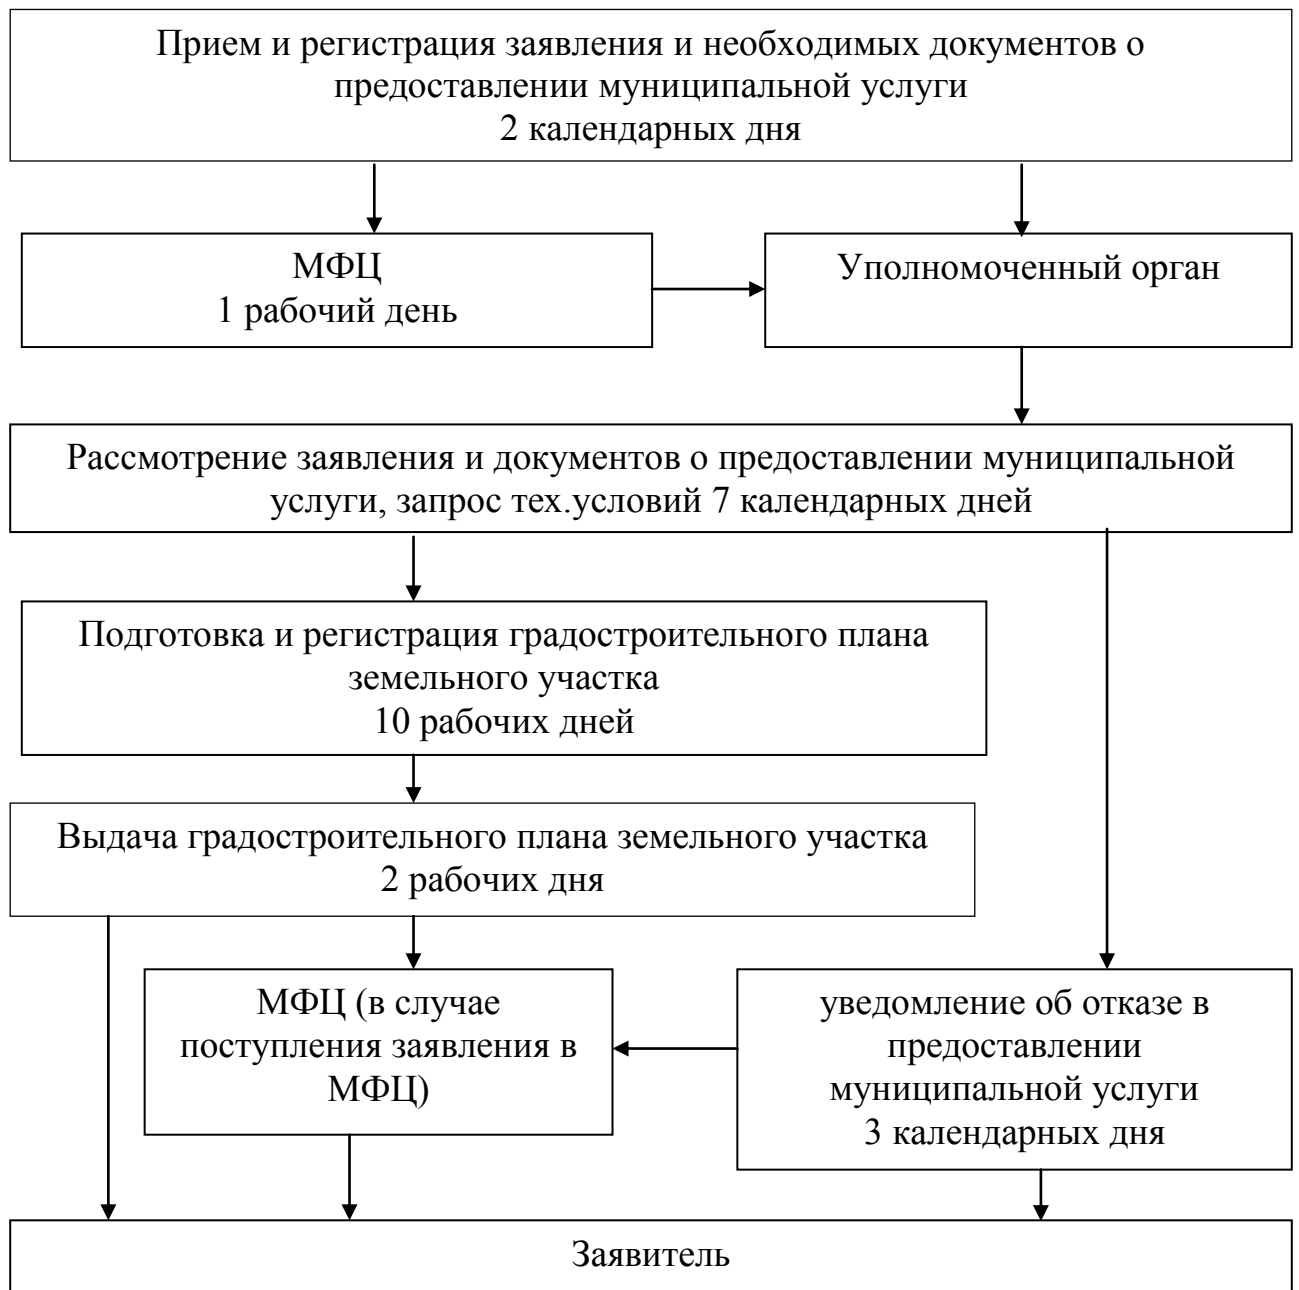 Прием и регистрация заявления и необходимых документов о
предоставлении муниципальной услуги
2 календарных дня
МФЦ
1 рабочий день
Уполномоченный орган
Рассмотрение заявления и документов о предоставлении муниципальной
услуги, запрос тех.условий 7 календарных дней
Подготовка и регистрация градостроительного плана
земельного участка
10 рабочих дней
Выдача градостроительного плана земельного участка
2 рабочих дня
МФЦ (в случае
поступления заявления в
МФЦ)
уведомление об отказе в
предоставлении
муниципальной услуги
3 календарных дня
Заявитель